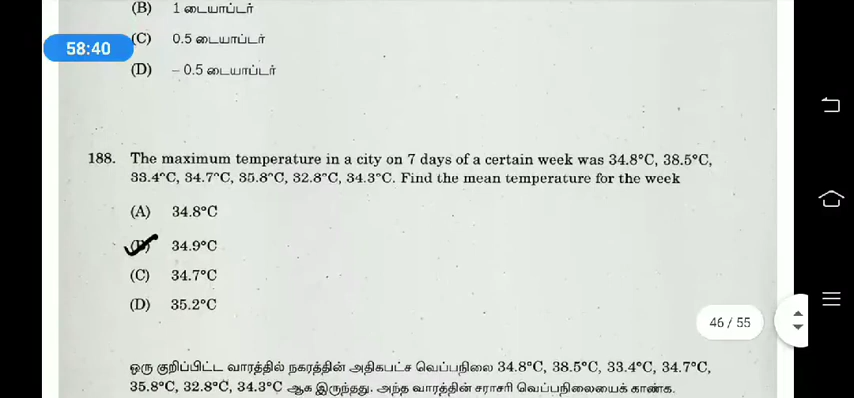 (B) 1 டையாப்டர்
58:40
(C) 0.5 டையாப்டர்
(D) – 0.5 டையாப்டர்
188. The maximum temperature in a city on 7 days of a certain week was 34.8°C, 38.5°C,
33.4°C, 34.7°C, 35.8°C, 32.8°C, 34.3°C. Find the mean temperature for the week
(A) 34.8°C
(B) 34.9°C
(C) 34.7°C
(D) 35.2°C
46 / 55
ஒரு குறிப்பிட்ட வாரத்தில் நகரத்தின் அதிகபட்ச வெப்பநிலை 34.8°C, 38.5°C, 33.4°C, 34.7°C,
35.8°C, 32.8°C, 34.3°C ஆக இருந்தது. அந்த வாரத்தின் சராசரி வெப்பநிலையைக் காண்க.